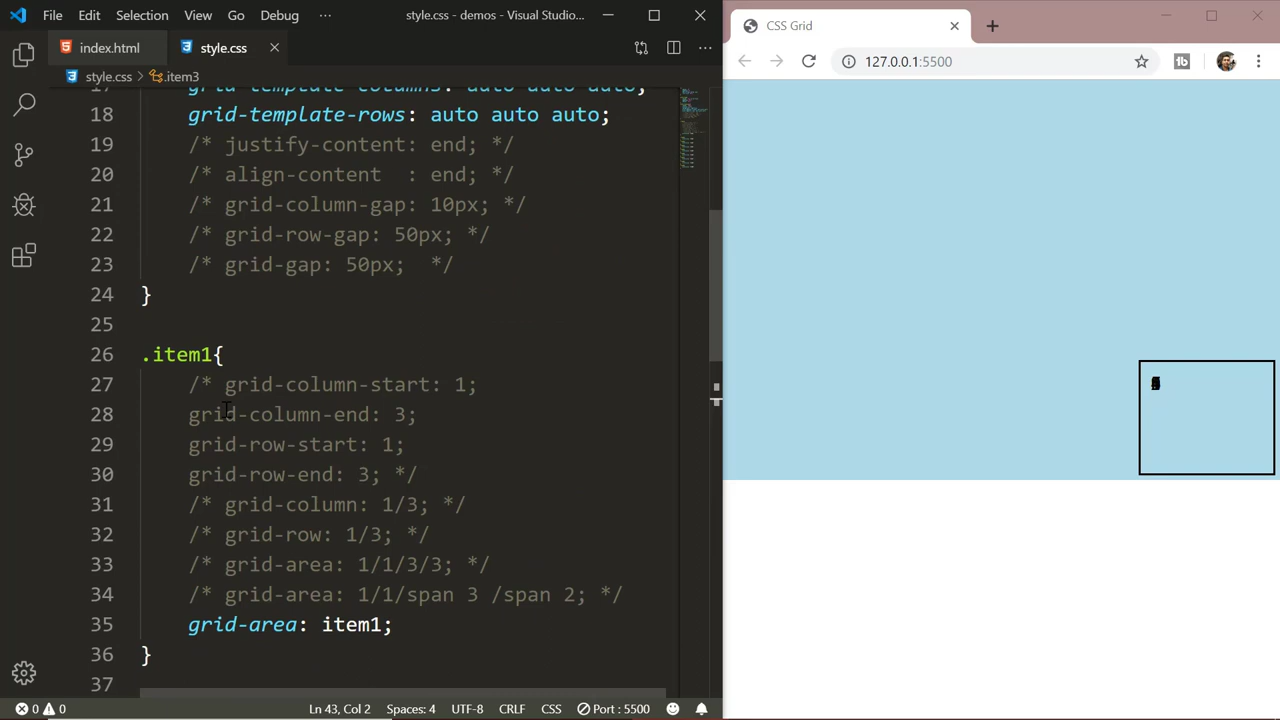 File Edit Selection View Go Debug ··· style.css - demos - Visual Studio...
CSS Grid
index.html style.css
127.0.0.1:5500
style.css > .item3
17 grid-template-columns: auto auto auto;
18 grid-template-rows: auto auto auto;
19 /* justify-content: end; */
20 /* align-content  : end; */
21 /* grid-column-gap: 10px; */
22 /* grid-row-gap: 50px; */
23 /* grid-gap: 50px;  */
24 }
25
26 .item1{
27 /* grid-column-start: 1;
28 grid-column-end: 3;
29 grid-row-start: 1;
30 grid-row-end: 3; */
31 /* grid-column: 1/3; */
32 /* grid-row: 1/3; */
33 /* grid-area: 1/1/3/3; */
34 /* grid-area: 1/1/span 3 /span 2; */
35 grid-area: item1;
36 }
37
0 0 Ln 43, Col 2 Spaces: 4 UTF-8 CRLF CSS Port : 5500